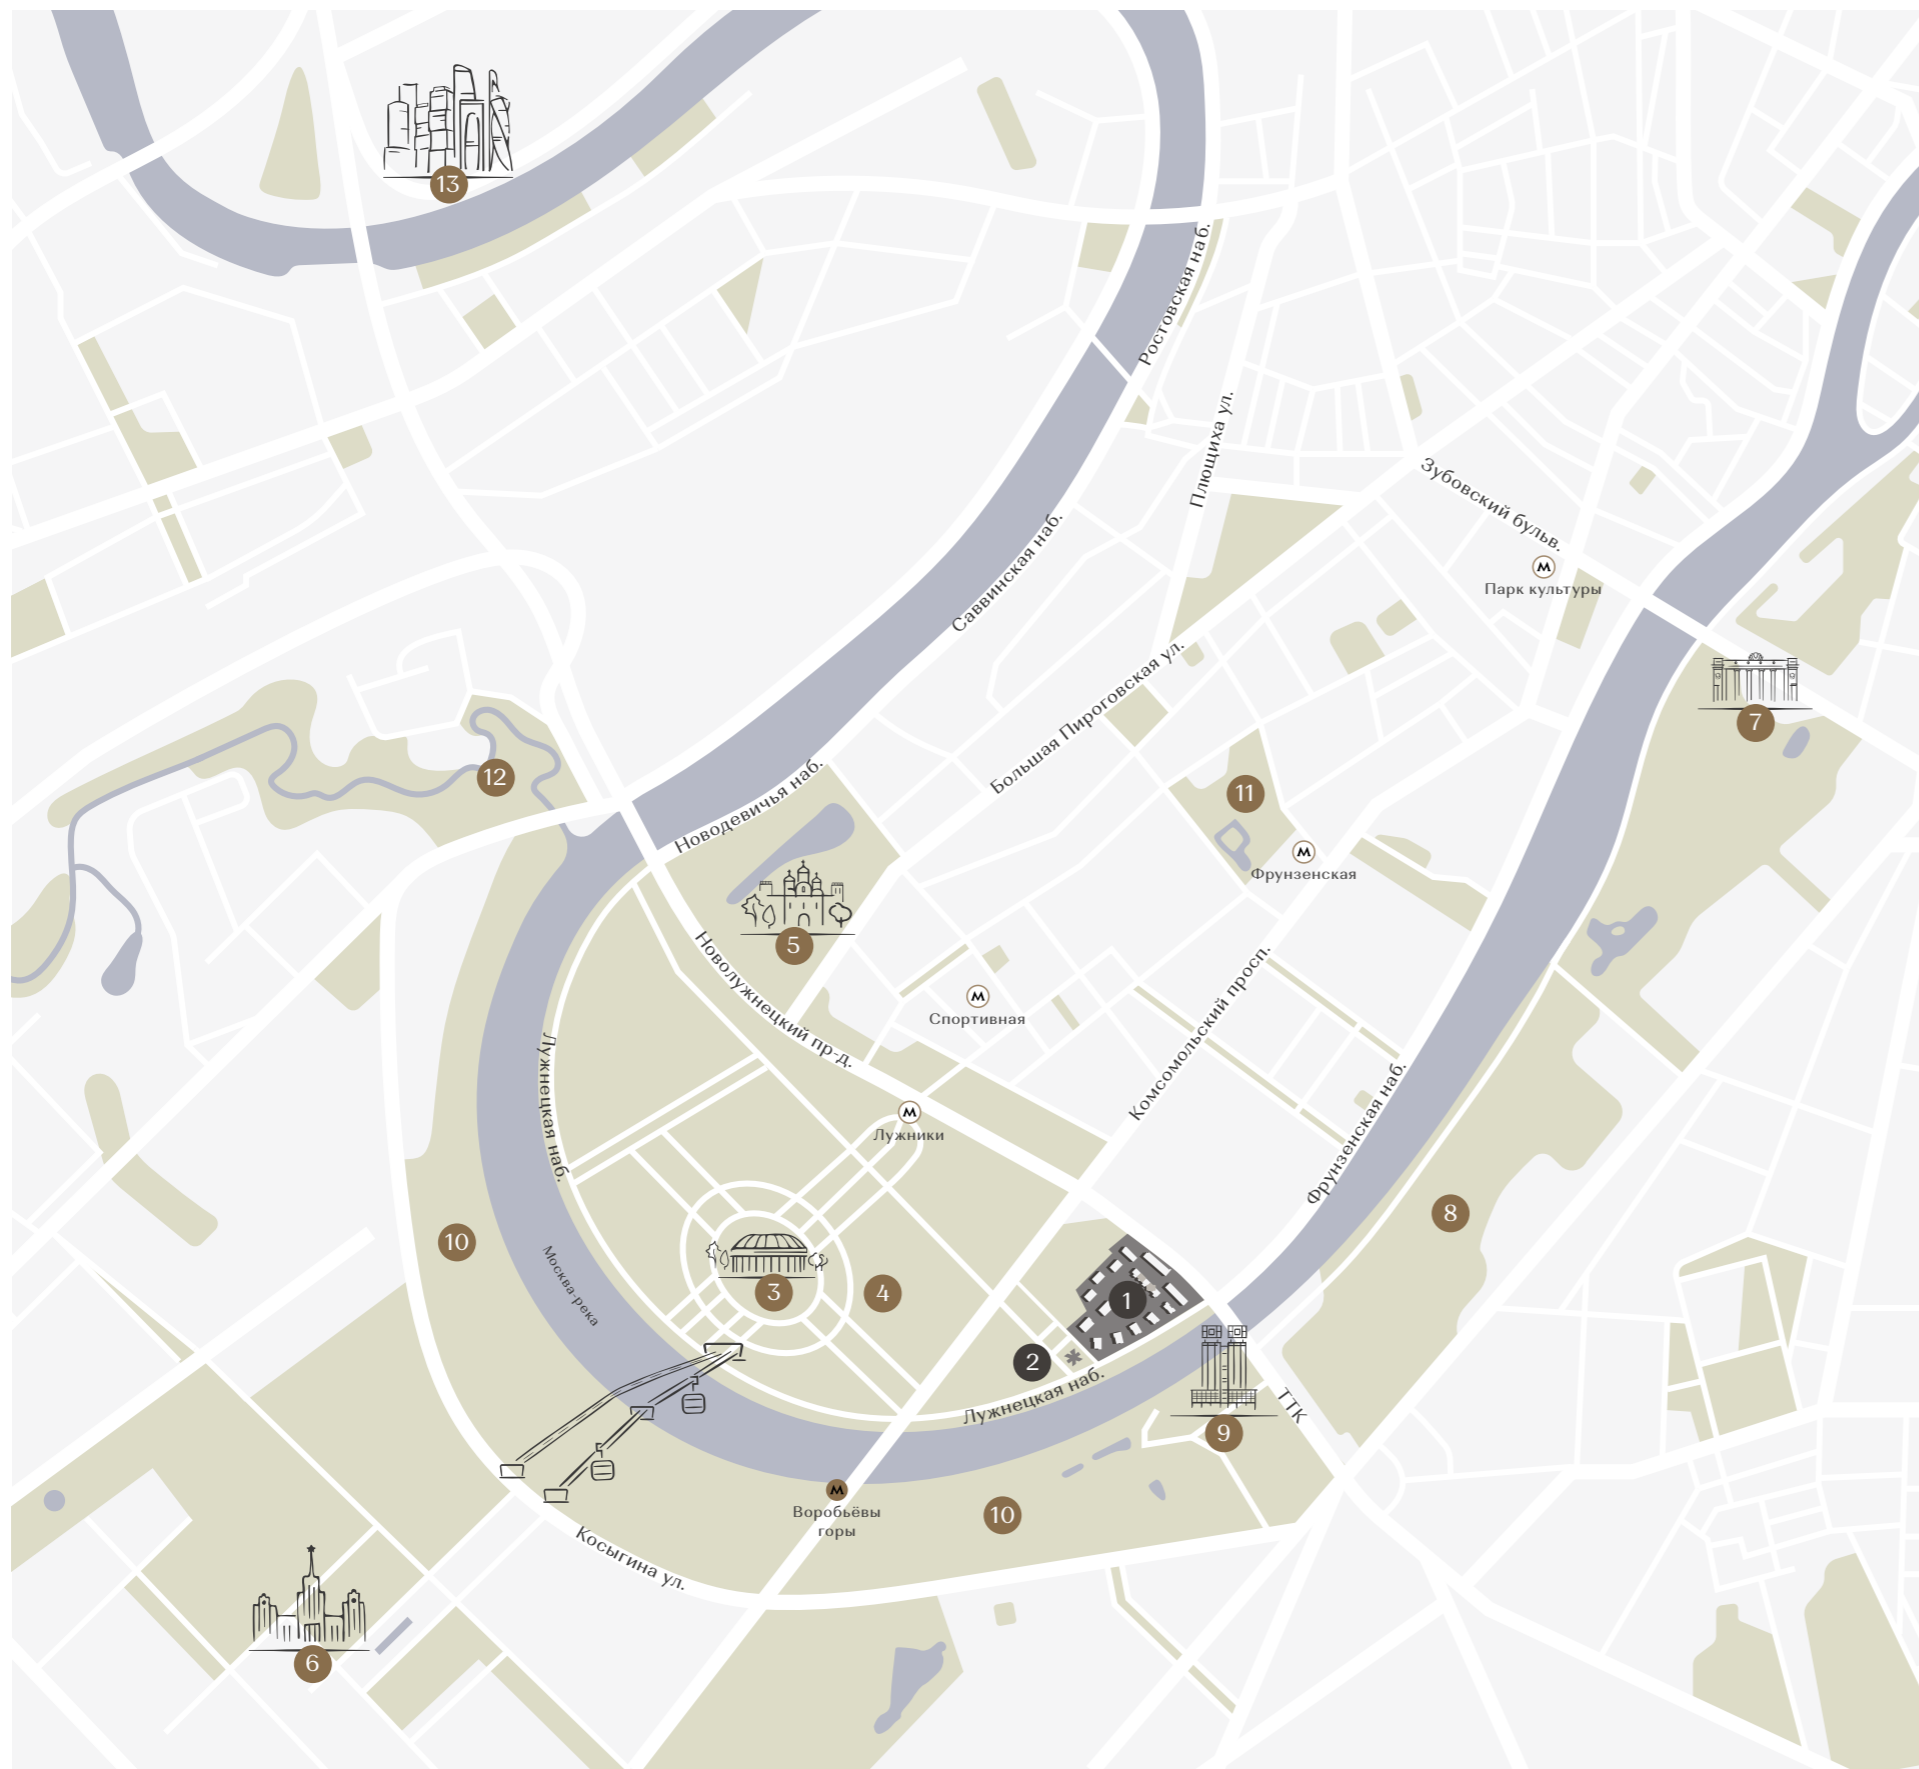 13
Ростовская наб.
Плющиха ул.
Зубовский бульв.
М
Парк культуры
Саввинская наб.
Большая Пироговская ул.
7
12
Новодевичья наб.
11
М
Фрунзенская
5
Новолужнецкий пр-д.
М
Спортивная
Комсомольский просп.
Лужнецкая наб.
М
Лужники
Фрунзенская наб.
8
10
Москва-река
3
4
1
2
Лужнецкая наб.
ТТК
9
М
Воробьёвы
горы
10
Косыгина ул.
6